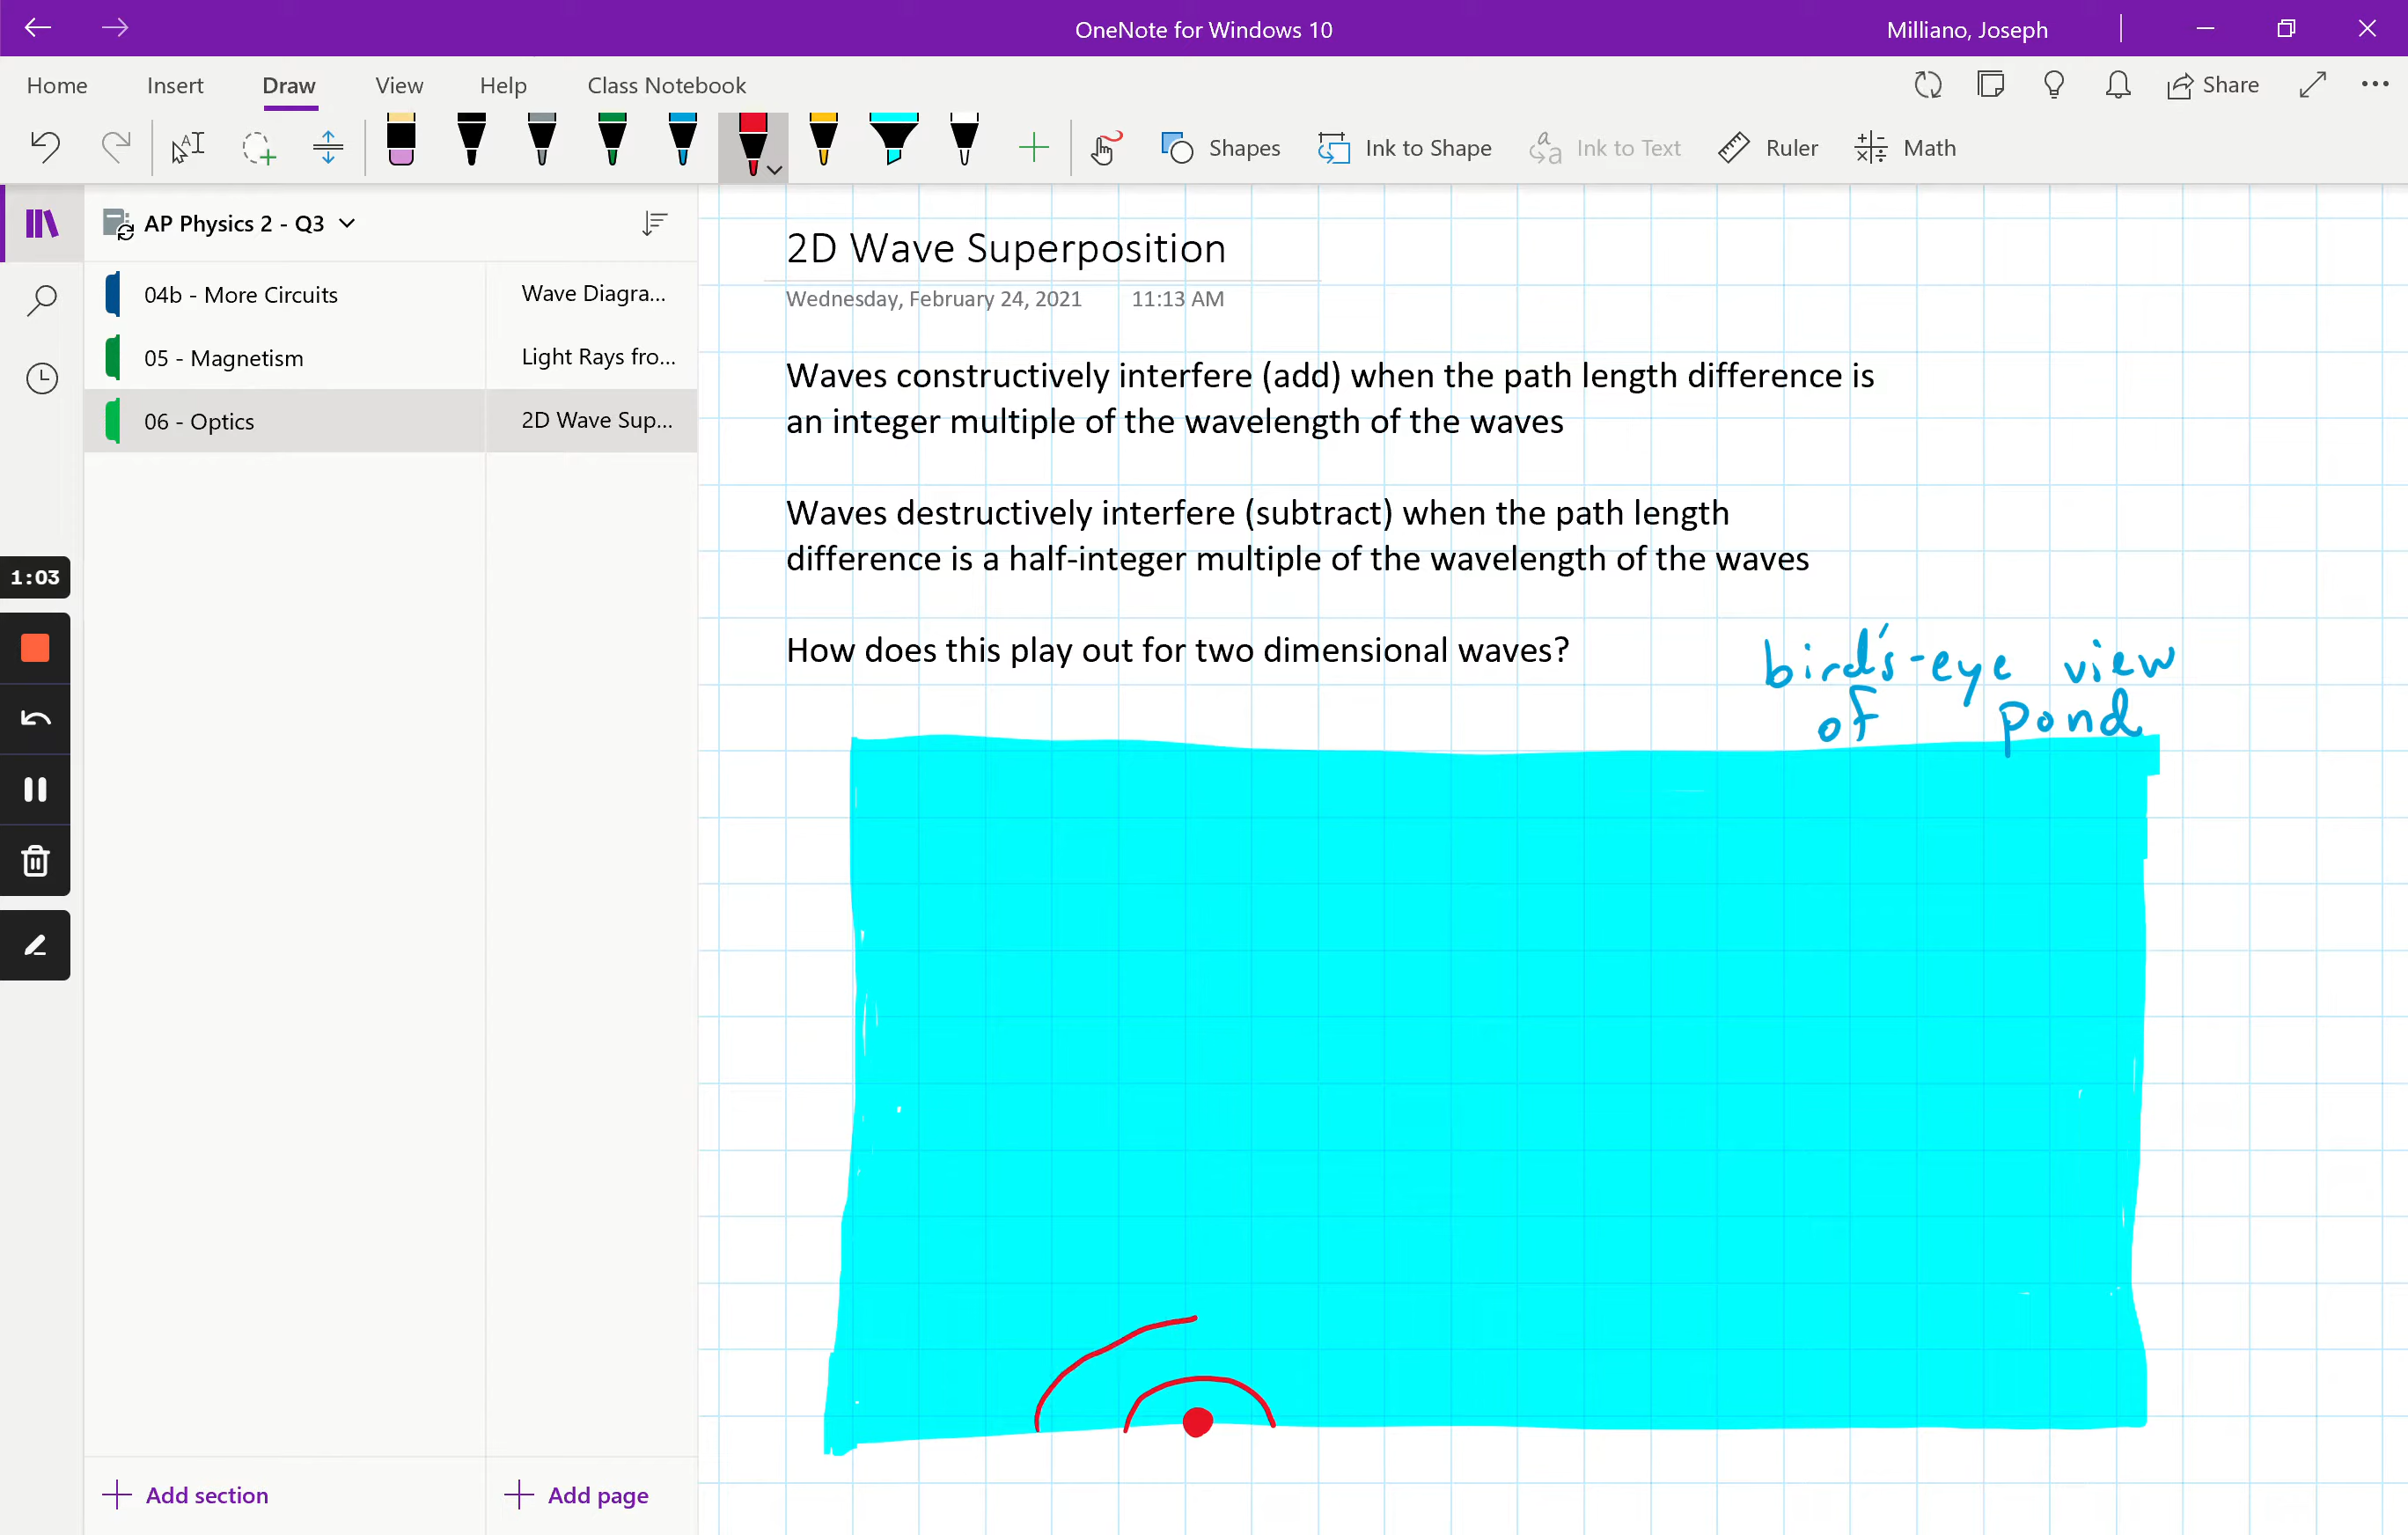 OneNote for Windows 10
Milliano, Joseph
Home Insert Draw View Help Class Notebook
Share
Shapes Ink to Shape Ink to Text Ruler Math
AP Physics 2 - Q3
04b - More Circuits
05 - Magnetism
06 - Optics
Wave Diagra...
Light Rays fro...
2D Wave Sup...
1:03
Add section
Add page
2D Wave Superposition
Wednesday, February 24, 2021 11:13 AM
Waves constructively interfere (add) when the path length difference is
an integer multiple of the wavelength of the waves
Waves destructively interfere (subtract) when the path length
difference is a half-integer multiple of the wavelength of the waves
How does this play out for two dimensional waves?
bird's-eye view
of pond